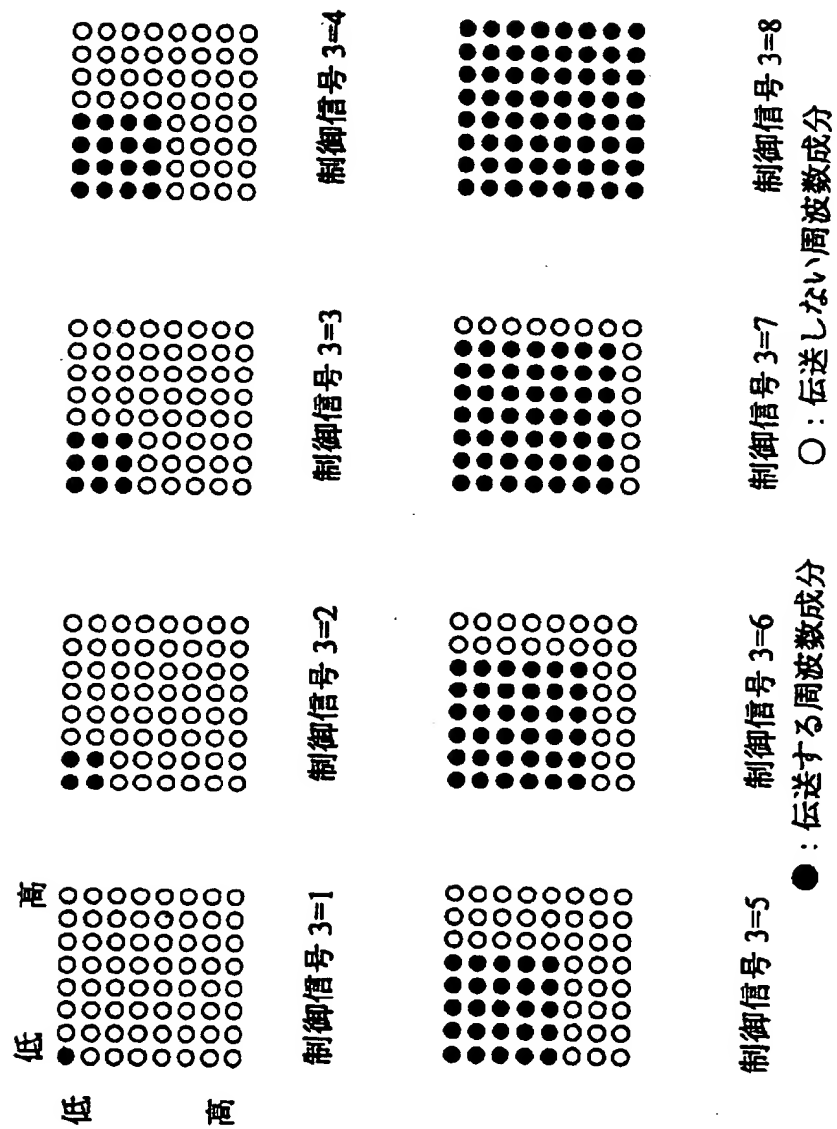 低 高
低
高
制御信号 3=1
制御信号 3=2
制御信号 3=3
制御信号 3=4
制御信号 3=5
制御信号 3=6
制御信号 3=7
制御信号 3=8
●：伝送する周波数成分
○：伝送しない周波数成分